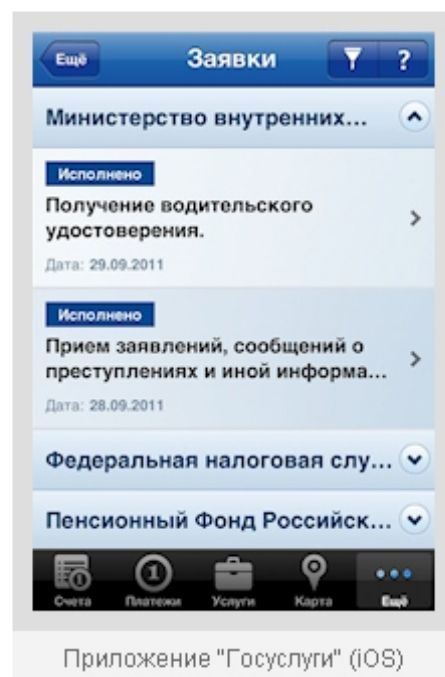 Ещё Заявки ?
Министерство внутренних...
Исполнено
Получение водительского
удостоверения.
Дата: 29.09.2011
Исполнено
Прием заявлений, сообщений о
преступлениях и иной информа...
Дата: 28.09.2011
Федеральная налоговая слу...
Пенсионный Фонд Российск...
Счета Платежи Услуги Карта Ещё
Приложение "Госуслуги" (iOS)